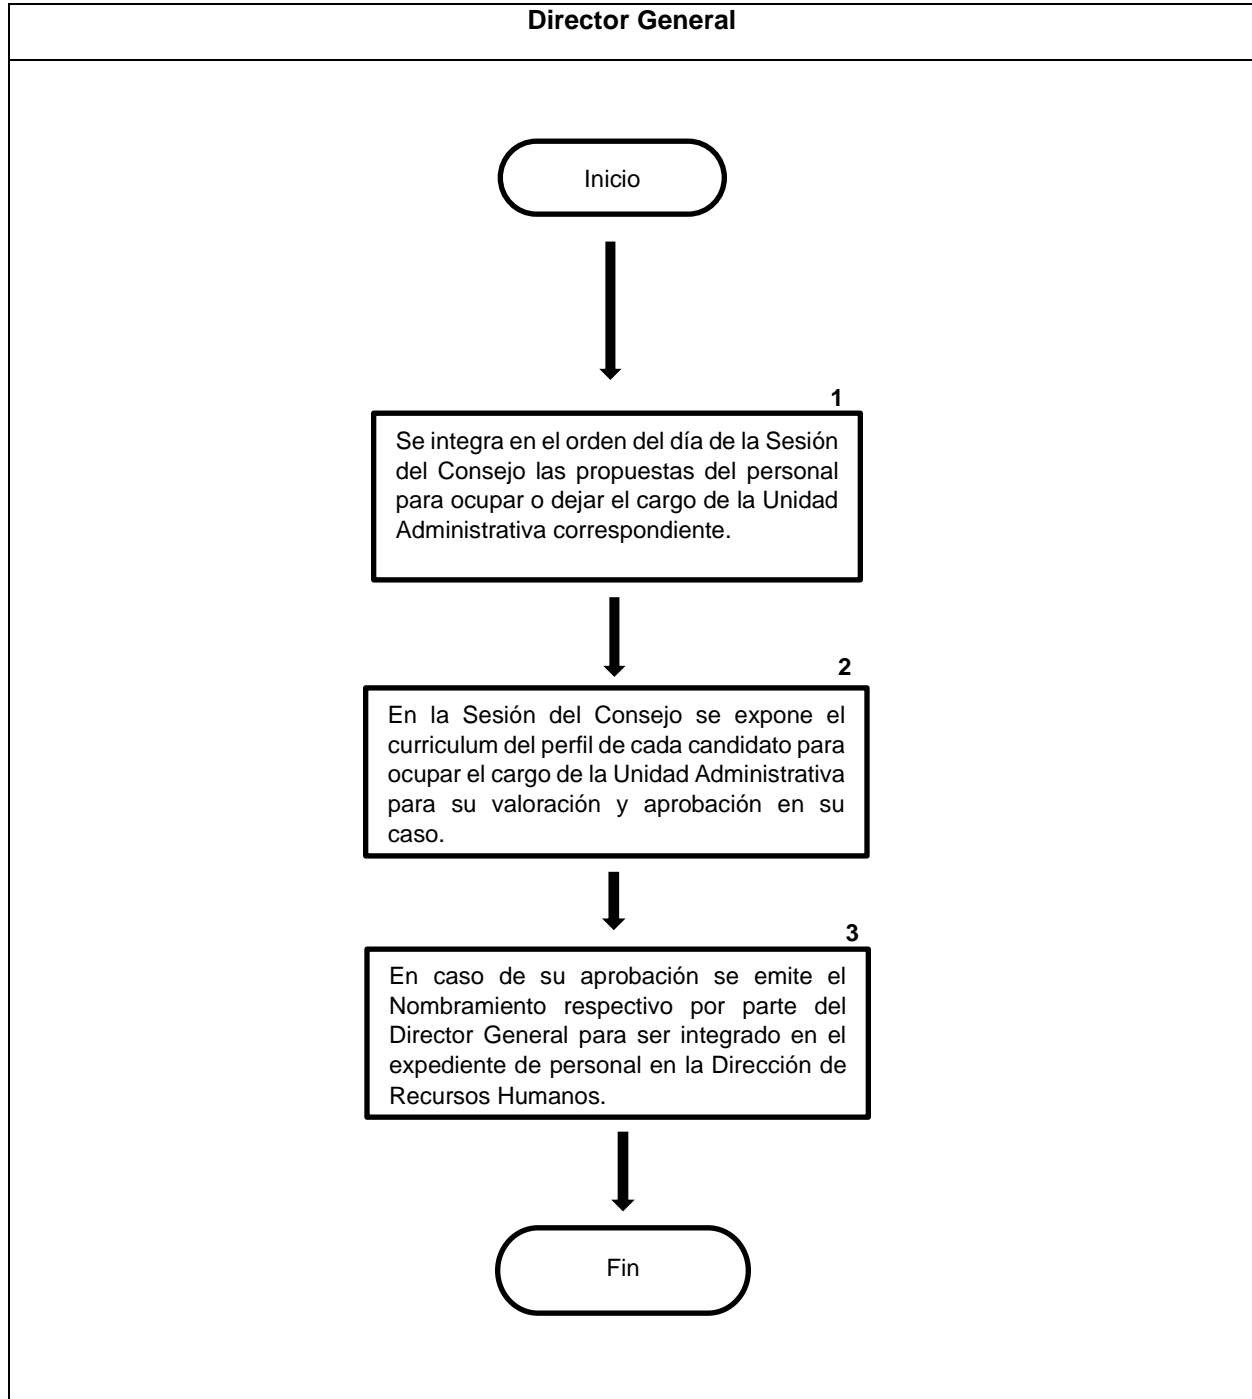 Director General
Inicio
1
Se integra en el orden del día de la Sesión
del Consejo las propuestas del personal
para ocupar o dejar el cargo de la Unidad
Administrativa correspondiente.
2
En la Sesión del Consejo se expone el
curriculum del perfil de cada candidato para
ocupar el cargo de la Unidad Administrativa
para su valoración y aprobación en su
caso.
3
En caso de su aprobación se emite el
Nombramiento respectivo por parte del
Director General para ser integrado en el
expediente de personal en la Dirección de
Recursos Humanos.
Fin